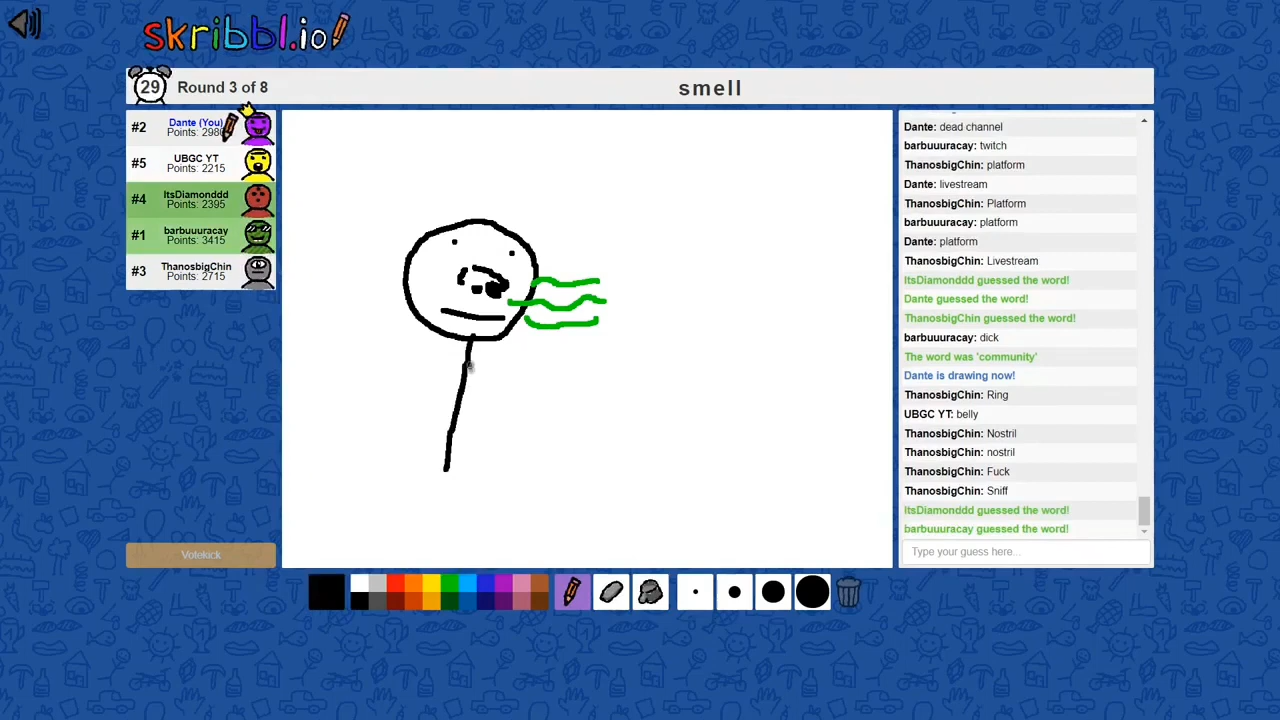 skribbl.io
29
Round 3 of 8
smell
#2
Dante (You)
Points: 2980
#5
UBGC YT
Points: 2215
#4
ItsDiamonddd
Points: 2395
#1
barbuuuracay
Points: 3415
#3
ThanosbigChin
Points: 2715
Votekick
Dante: dead channel
barbuuuracay: twitch
ThanosbigChin: platform
Dante: livestream
ThanosbigChin: Platform
barbuuuracay: platform
Dante: platform
ThanosbigChin: Livestream
ItsDiamonddd guessed the word!
Dante guessed the word!
ThanosbigChin guessed the word!
barbuuuracay: dick
The word was 'community'
Dante is drawing now!
ThanosbigChin: Ring
UBGC YT: belly
ThanosbigChin: Nostril
ThanosbigChin: nostril
ThanosbigChin: Fuck
ThanosbigChin: Sniff
ItsDiamonddd guessed the word!
barbuuuracay guessed the word!
Type your guess here...